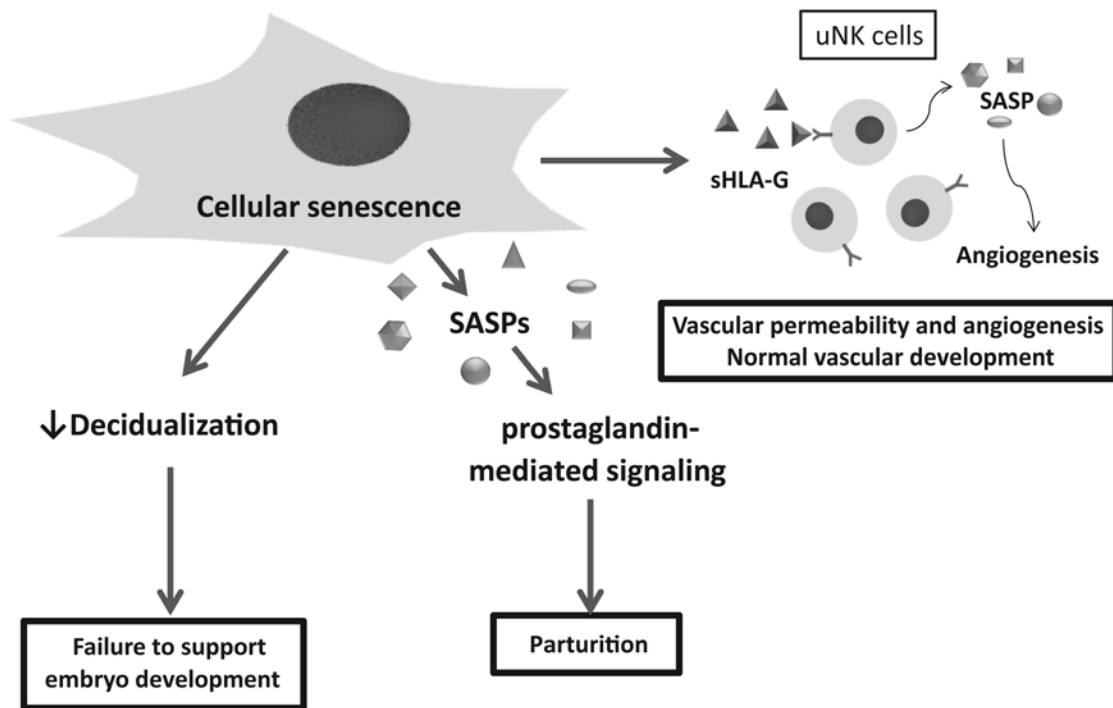 uNK cells
SASP
sHLA-G
Cellular senescence
Angiogenesis
SASPs
Vascular permeability and angiogenesis
Normal vascular development
↓Decidualization
prostaglandin-
mediated signaling
Failure to support
embryo development
Parturition